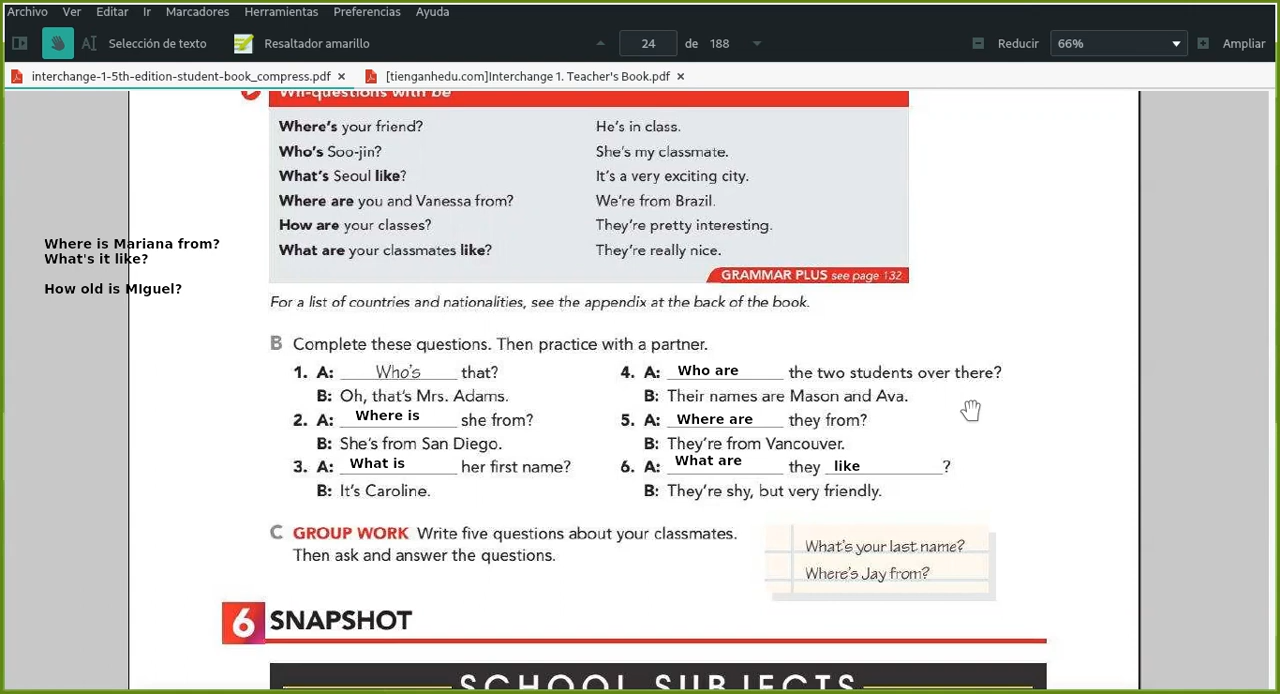 Archivo Ver Editar Ir Marcadores Herramientas Preferencias Ayuda
Selección de texto Resaltador amarillo 24 de 188 Reducir 66% Ampliar
interchange-1-5th-edition-student-book_compress.pdf × [tienganhedu.com]Interchange 1. Teacher's Book.pdf ×
Wh-questions with be
Where's your friend? He's in class.
Who's Soo-jin? She's my classmate.
What's Seoul like? It's a very exciting city.
Where are you and Vanessa from? We're from Brazil.
How are your classes? They're pretty interesting.
What are your classmates like? They're really nice.
GRAMMAR PLUS see page 132
Where is Mariana from?
What's it like?
How old is MIguel?
For a list of countries and nationalities, see the appendix at the back of the book.
B Complete these questions. Then practice with a partner.
1. A: Who's that?
B: Oh, that's Mrs. Adams.
2. A: Where is she from?
B: She's from San Diego.
3. A: What is her first name?
B: It's Caroline.
4. A: Who are the two students over there?
B: Their names are Mason and Ava.
5. A: Where are they from?
B: They're from Vancouver.
6. A: What are they like ?
B: They're shy, but very friendly.
C GROUP WORK Write five questions about your classmates.
Then ask and answer the questions.
What's your last name?
Where's Jay from?
6 SNAPSHOT
SCHOOL SUBJECTS